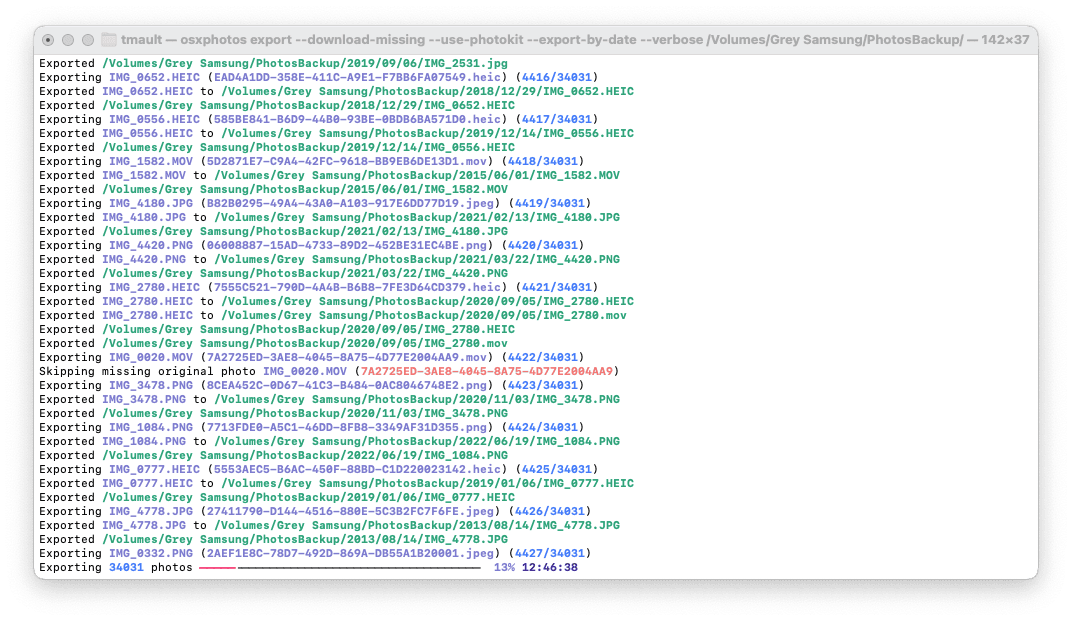 tmault — osxphotos export --download-missing --use-photokit --export-by-date --verbose /Volumes/Grey Samsung/PhotosBackup/ — 142×37
Exported /Volumes/Grey Samsung/PhotosBackup/2019/09/06/IMG_2531.jpg
Exporting IMG_0652.HEIC (EAD4A1DD-358E-411C-A9E1-F7BB6FA07549.heic) (4416/34031)
Exported IMG_0652.HEIC to /Volumes/Grey Samsung/PhotosBackup/2018/12/29/IMG_0652.HEIC
Exported /Volumes/Grey Samsung/PhotosBackup/2018/12/29/IMG_0652.HEIC
Exporting IMG_0556.HEIC (585BE841-B6D9-44B0-93BE-0BDB6BA571D0.heic) (4417/34031)
Exported IMG_0556.HEIC to /Volumes/Grey Samsung/PhotosBackup/2019/12/14/IMG_0556.HEIC
Exported /Volumes/Grey Samsung/PhotosBackup/2019/12/14/IMG_0556.HEIC
Exporting IMG_1582.MOV (5D2871E7-C9A4-42FC-9618-BB9EB6DE13D1.mov) (4418/34031)
Exported IMG_1582.MOV to /Volumes/Grey Samsung/PhotosBackup/2015/06/01/IMG_1582.MOV
Exported /Volumes/Grey Samsung/PhotosBackup/2015/06/01/IMG_1582.MOV
Exporting IMG_4180.JPG (B82B0295-49A4-43A0-A103-917E6DD77D19.jpeg) (4419/34031)
Exported IMG_4180.JPG to /Volumes/Grey Samsung/PhotosBackup/2021/02/13/IMG_4180.JPG
Exported /Volumes/Grey Samsung/PhotosBackup/2021/02/13/IMG_4180.JPG
Exporting IMG_4420.PNG (06008887-15AD-4733-89D2-452BE31EC4BE.png) (4420/34031)
Exported IMG_4420.PNG to /Volumes/Grey Samsung/PhotosBackup/2021/03/22/IMG_4420.PNG
Exported /Volumes/Grey Samsung/PhotosBackup/2021/03/22/IMG_4420.PNG
Exporting IMG_2780.HEIC (7555C521-790D-4A4B-B6B8-7FE3D64CD379.heic) (4421/34031)
Exported IMG_2780.HEIC to /Volumes/Grey Samsung/PhotosBackup/2020/09/05/IMG_2780.HEIC
Exported IMG_2780.HEIC to /Volumes/Grey Samsung/PhotosBackup/2020/09/05/IMG_2780.mov
Exported /Volumes/Grey Samsung/PhotosBackup/2020/09/05/IMG_2780.HEIC
Exported /Volumes/Grey Samsung/PhotosBackup/2020/09/05/IMG_2780.mov
Exporting IMG_0020.MOV (7A2725ED-3AE8-4045-8A75-4D77E2004AA9.mov) (4422/34031)
Skipping missing original photo IMG_0020.MOV (7A2725ED-3AE8-4045-8A75-4D77E2004AA9)
Exporting IMG_3478.PNG (8CEA452C-0D67-41C3-B484-0AC8046748E2.png) (4423/34031)
Exported IMG_3478.PNG to /Volumes/Grey Samsung/PhotosBackup/2020/11/03/IMG_3478.PNG
Exported /Volumes/Grey Samsung/PhotosBackup/2020/11/03/IMG_3478.PNG
Exporting IMG_1084.PNG (7713FDE0-A5C1-46DD-8FB8-3349AF31D355.png) (4424/34031)
Exported IMG_1084.PNG to /Volumes/Grey Samsung/PhotosBackup/2022/06/19/IMG_1084.PNG
Exported /Volumes/Grey Samsung/PhotosBackup/2022/06/19/IMG_1084.PNG
Exporting IMG_0777.HEIC (5553AEC5-B6AC-450F-88BD-C1D220023142.heic) (4425/34031)
Exported IMG_0777.HEIC to /Volumes/Grey Samsung/PhotosBackup/2019/01/06/IMG_0777.HEIC
Exported /Volumes/Grey Samsung/PhotosBackup/2019/01/06/IMG_0777.HEIC
Exporting IMG_4778.JPG (27411790-D144-4516-880E-5C3B2FC7F6FE.jpeg) (4426/34031)
Exported IMG_4778.JPG to /Volumes/Grey Samsung/PhotosBackup/2013/08/14/IMG_4778.JPG
Exported /Volumes/Grey Samsung/PhotosBackup/2013/08/14/IMG_4778.JPG
Exporting IMG_0332.PNG (2AEF1E8C-78D7-492D-869A-DB55A1B20001.jpeg) (4427/34031)
Exporting 34031 photos 13% 12:46:38